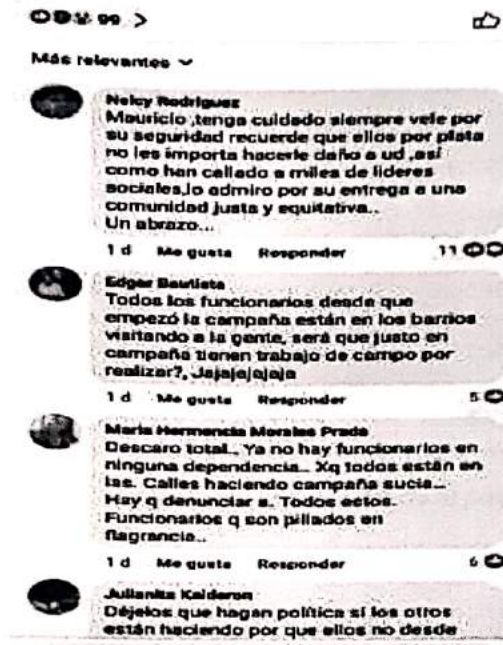 99 >
Más relevantes
Nelcy Rodriguez
Mauricio ,tenga cuidado siempre vele por
su seguridad recuerde que ellos por plata
no les importa hacerle daño a ud ,así
como han callado a miles de lideres
sociales,lo admiro por su entrega a una
comunidad justa y equitativa..
Un abrazo...
1 d Me gusta Responder 11
Edgar Bautista
Todos los funcionarios desde que
empezó la campaña están en los barrios
visitando a la gente, será que justo en
campaña tienen trabajo de campo por
realizar?, Jajajajajaja
1 d Me gusta Responder 5
Maria Hermencia Morales Prada
Descaro total... Ya no hay funcionarios en
ninguna dependencia... Xq todos están en
las. Calles haciendo campaña sucia...
Hay q denunciar a. Todos estos.
Funcionarios q son pillados en
flagrancia..
1 d Me gusta Responder 6
Julianita Kalderon
Déjelos que hagan política si los otros
están haciendo por que ellos no desde